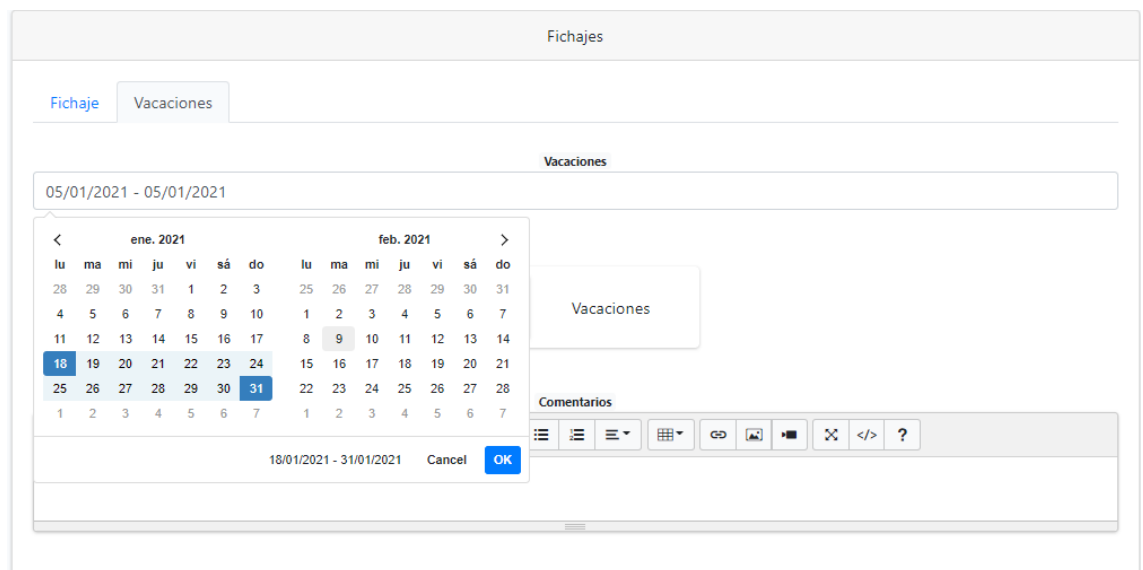 Fichajes
Fichaje Vacaciones
Vacaciones
05/01/2021 - 05/01/2021
ene. 2021 feb. 2021
lu ma mi ju vi sá do lu ma mi ju vi sá do
28 29 30 31 1 2 3 25 26 27 28 29 30 31
4 5 6 7 8 9 10 1 2 3 4 5 6 7
Vacaciones
11 12 13 14 15 16 17 8 9 10 11 12 13 14
18 19 20 21 22 23 24 15 16 17 18 19 20 21
25 26 27 28 29 30 31 22 23 24 25 26 27 28
Comentarios
1 2 3 4 5 6 7 1 2 3 4 5 6 7
</> ?
18/01/2021 - 31/01/2021 Cancel OK